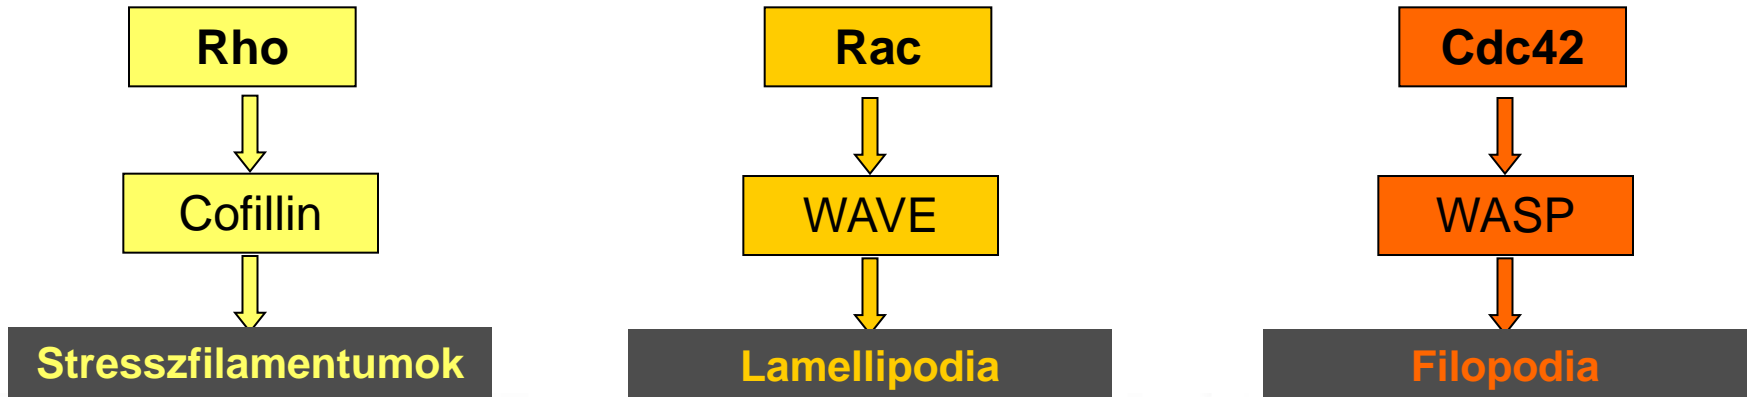 Rho
Rac
Cdc42
Cofillin
WAVE
WASP
Stresszfilamentumok
Lamellipodia
Filopodia